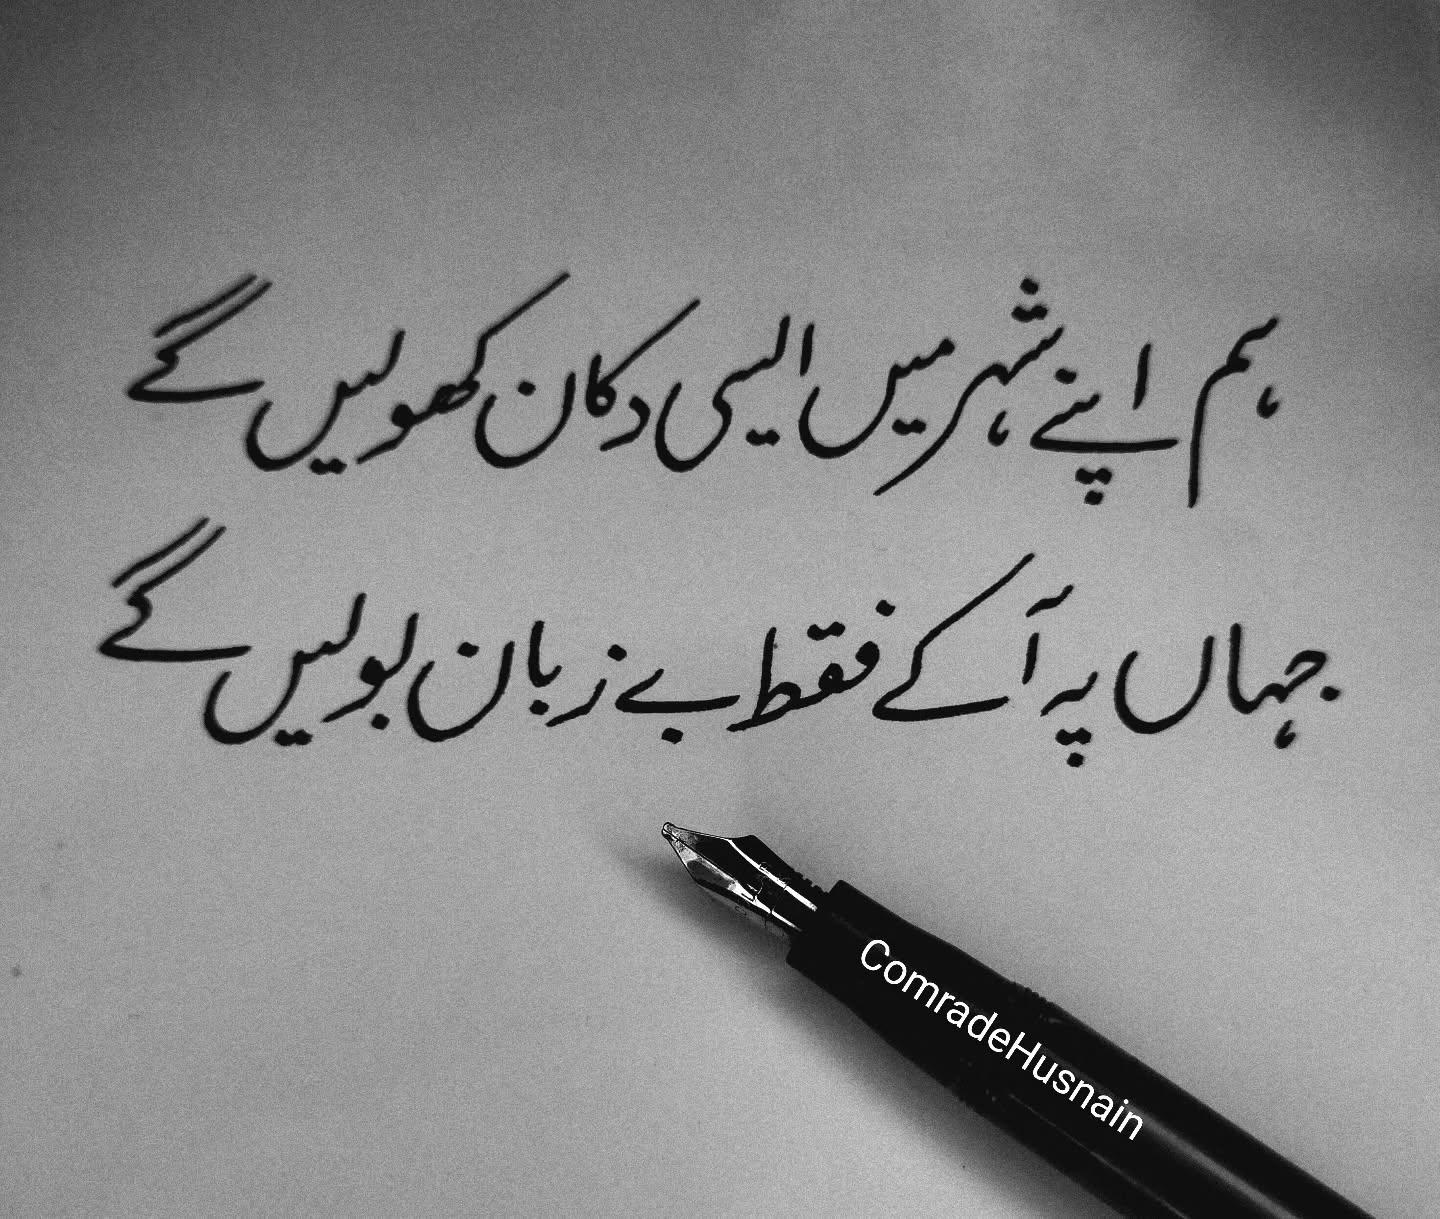 ہم اپنے شہر میں ایسی دکان کھولیں گے
جہاں پہ آ کے فقط بے زبان بولیں گے
ComradeHusnain